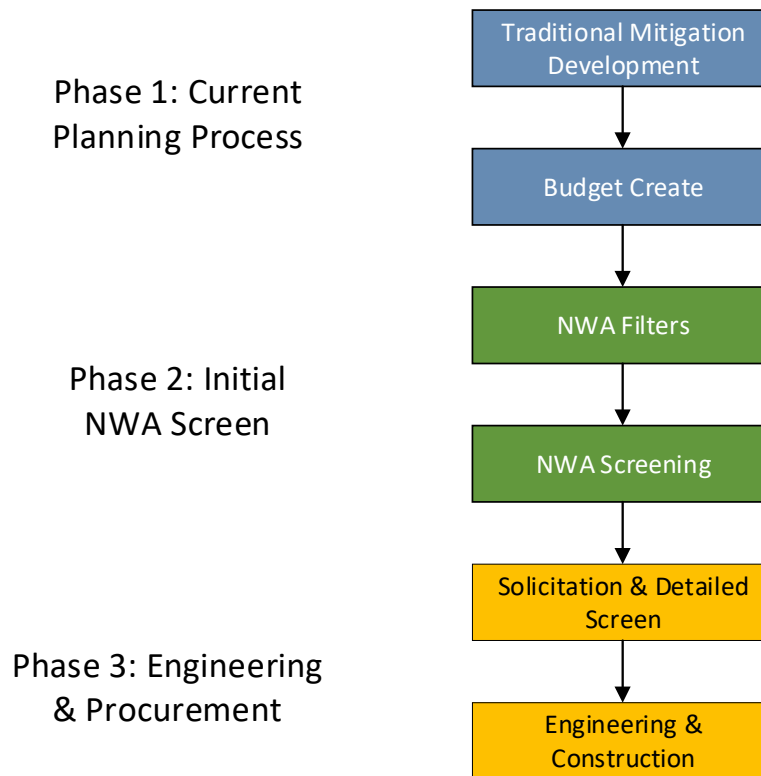 Traditional Mitigation
Development
Phase 1: Current
Planning Process
Budget Create
NWA Filters
Phase 2: Initial
NWA Screen
NWA Screening
Solicitation & Detailed
Screen
Phase 3: Engineering
& Procurement
Engineering &
Construction